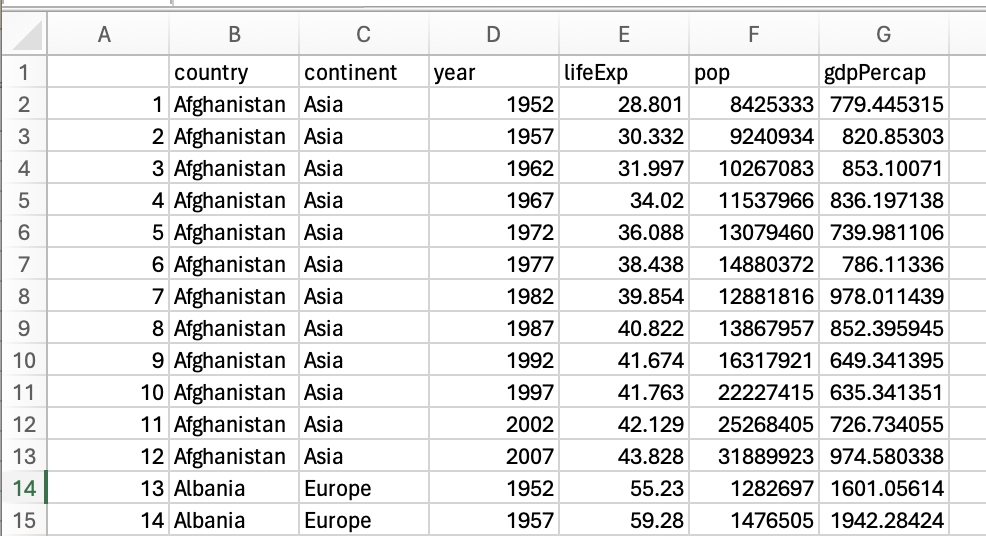 A B C D E F G
1 country continent year lifeExp pop gdpPercap
2 1 Afghanistan Asia 1952 28.801 8425333 779.445315
3 2 Afghanistan Asia 1957 30.332 9240934 820.85303
4 3 Afghanistan Asia 1962 31.997 10267083 853.10071
5 4 Afghanistan Asia 1967 34.02 11537966 836.197138
6 5 Afghanistan Asia 1972 36.088 13079460 739.981106
7 6 Afghanistan Asia 1977 38.438 14880372 786.11336
8 7 Afghanistan Asia 1982 39.854 12881816 978.011439
9 8 Afghanistan Asia 1987 40.822 13867957 852.395945
10 9 Afghanistan Asia 1992 41.674 16317921 649.341395
11 10 Afghanistan Asia 1997 41.763 22227415 635.341351
12 11 Afghanistan Asia 2002 42.129 25268405 726.734055
13 12 Afghanistan Asia 2007 43.828 31889923 974.580338
14 13 Albania Europe 1952 55.23 1282697 1601.05614
15 14 Albania Europe 1957 59.28 1476505 1942.28424